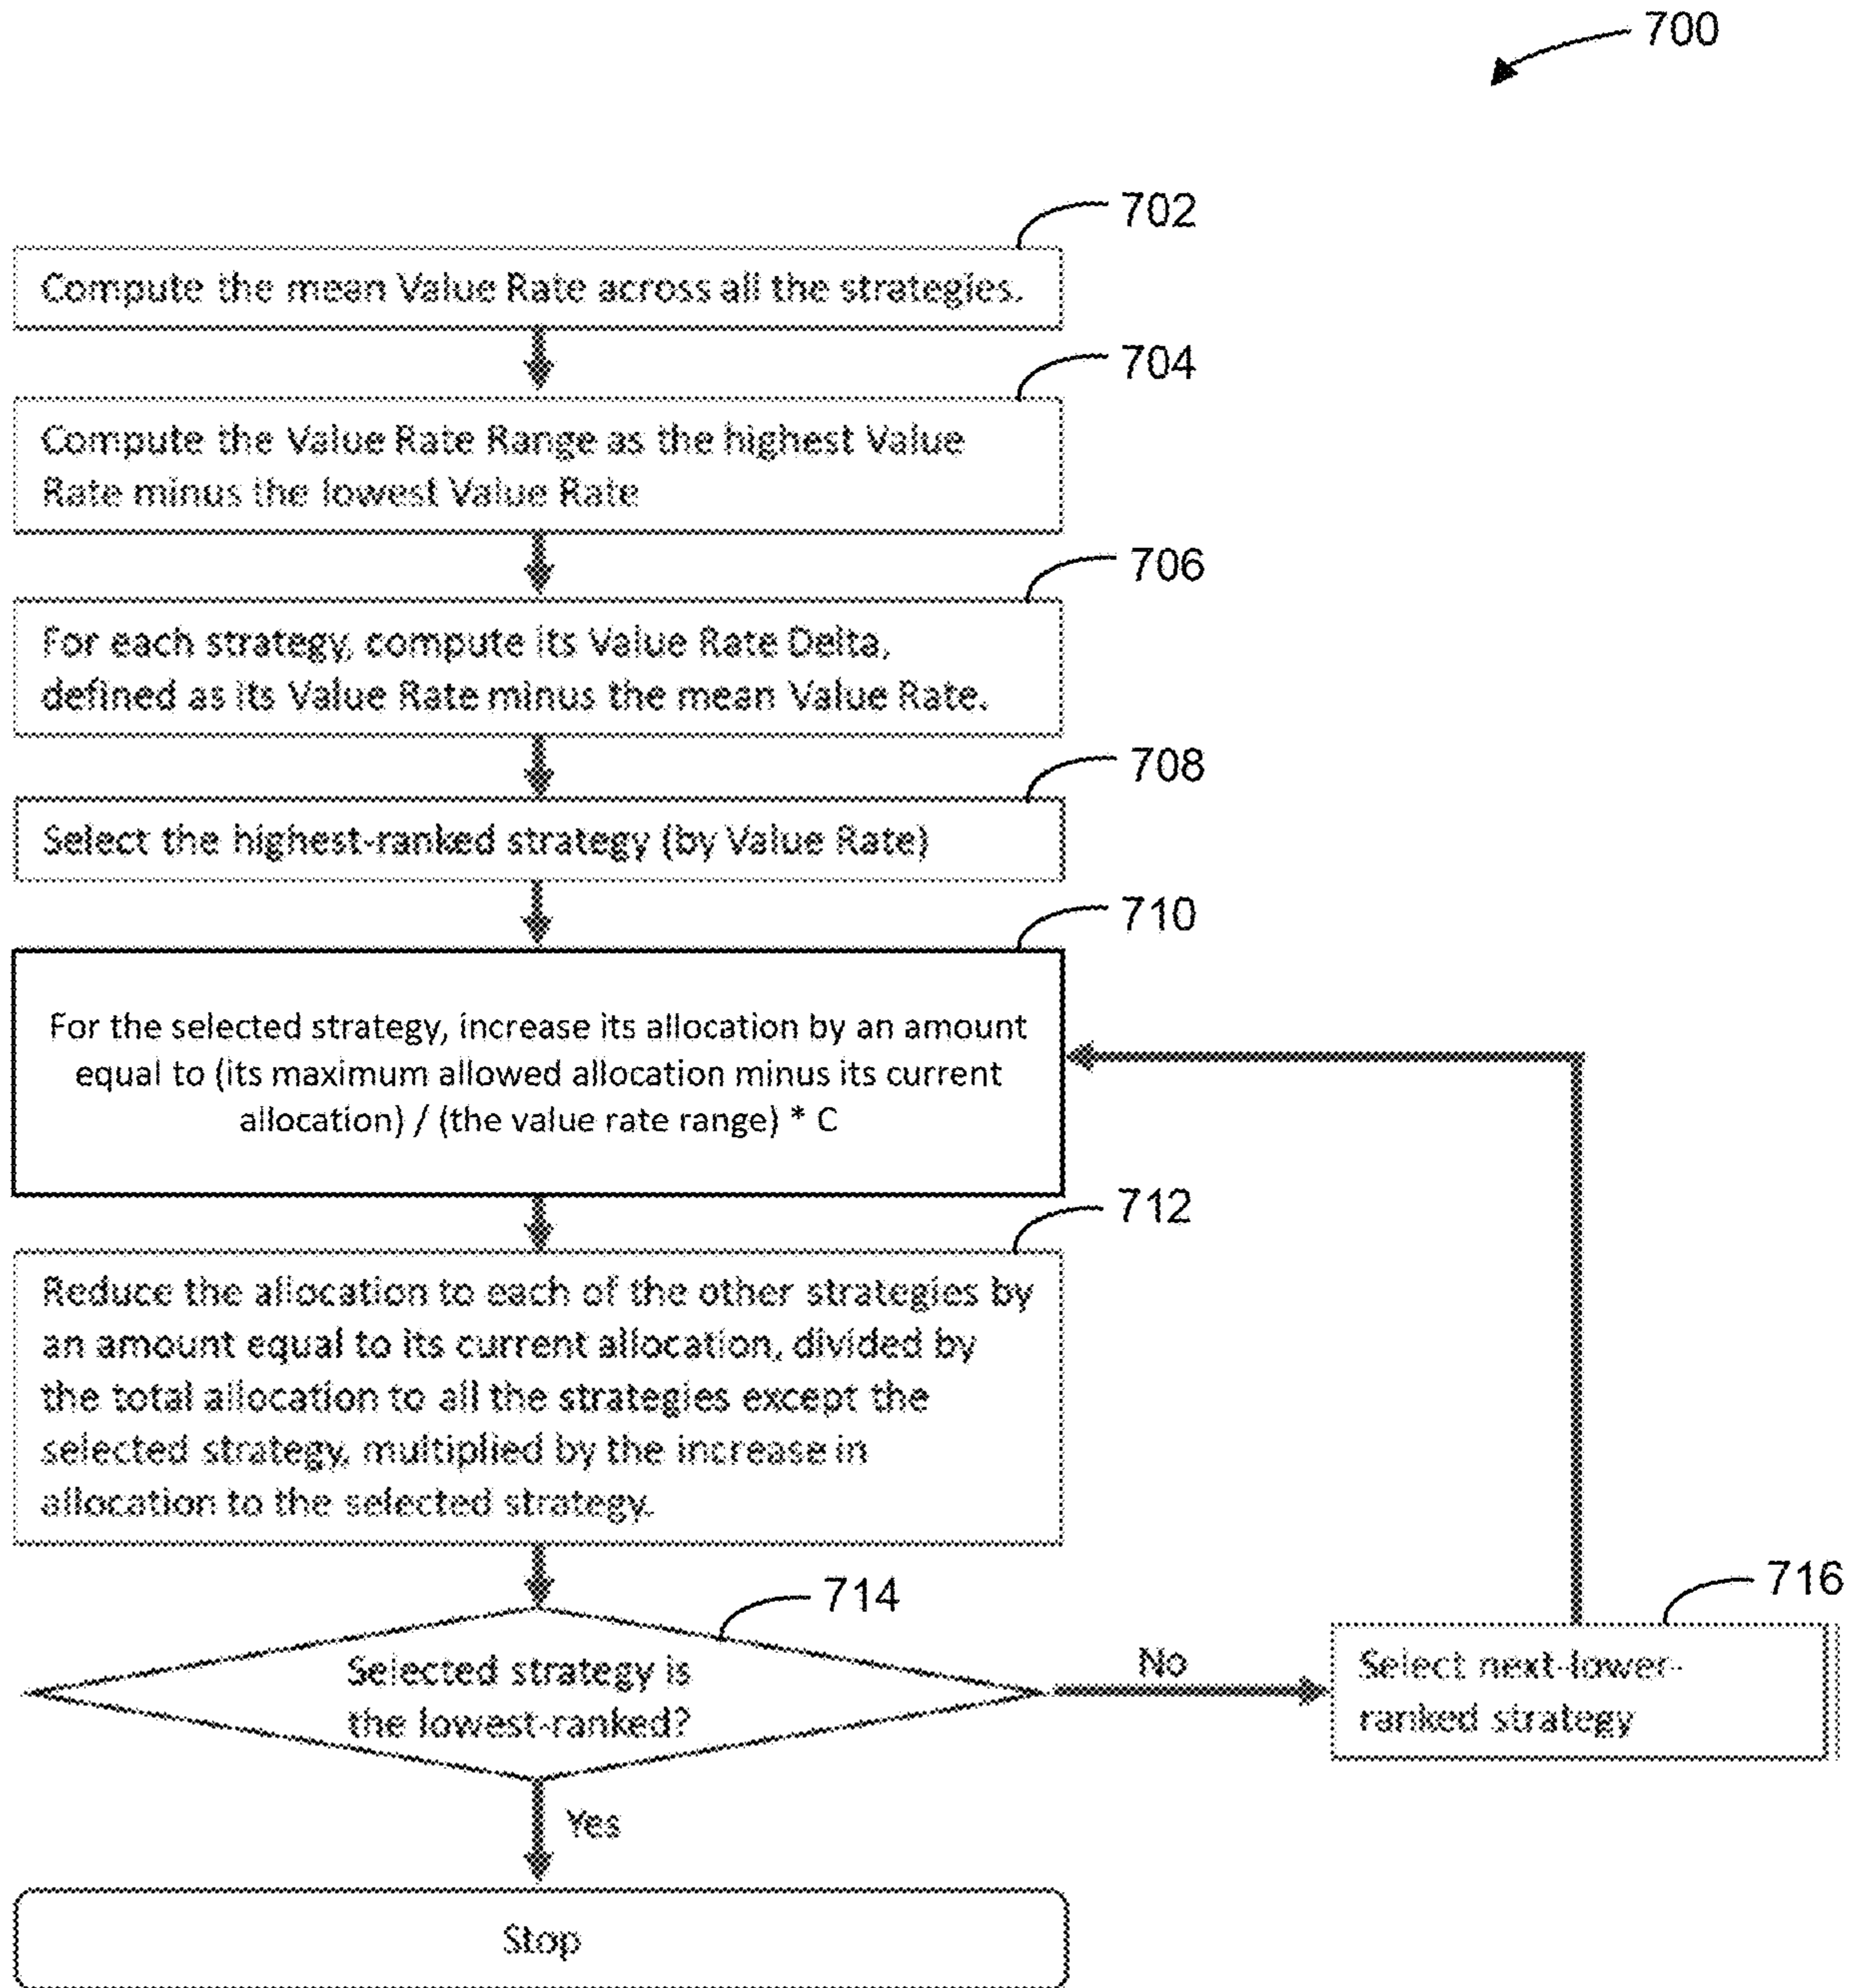 700
702
Compute the mean Value Rate across all the strategies.
704
Compute the Value Rate Range as the highest Value
Rate minus the lowest Value Rate
706
For each strategy, compute its Value Rate Delta,
defined as its Value Rate minus the mean Value Rate.
708
Select the highest-ranked strategy (by Value Rate)
710
For the selected strategy, increase its allocation by an amount
equal to (its maximum allowed allocation minus its current
allocation) / (the value rate range) * C
712
Reduce the allocation to each of the other strategies by
an amount equal to its current allocation, divided by
the total allocation to all the strategies except the
selected strategy, multiplied by the increase in
allocation to the selected strategy.
714
Selected strategy is
the lowest-ranked?
No
716
Select next-lower-
ranked strategy
Yes
Stop